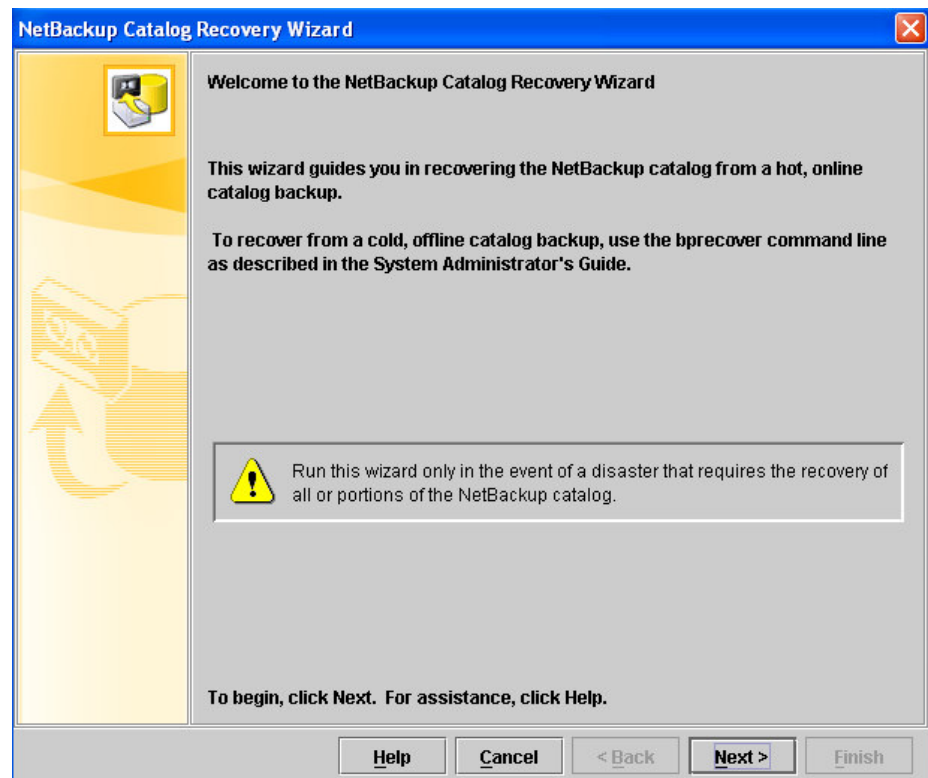 NetBackup Catalog Recovery Wizard
Welcome to the NetBackup Catalog Recovery Wizard
This wizard guides you in recovering the NetBackup catalog from a hot, online
catalog backup.
To recover from a cold, offline catalog backup, use the bprecover command line
as described in the System Administrator's Guide.
Run this wizard only in the event of a disaster that requires the recovery of
all or portions of the NetBackup catalog.
To begin, click Next.  For assistance, click Help.
Help Cancel < Back Next > Finish